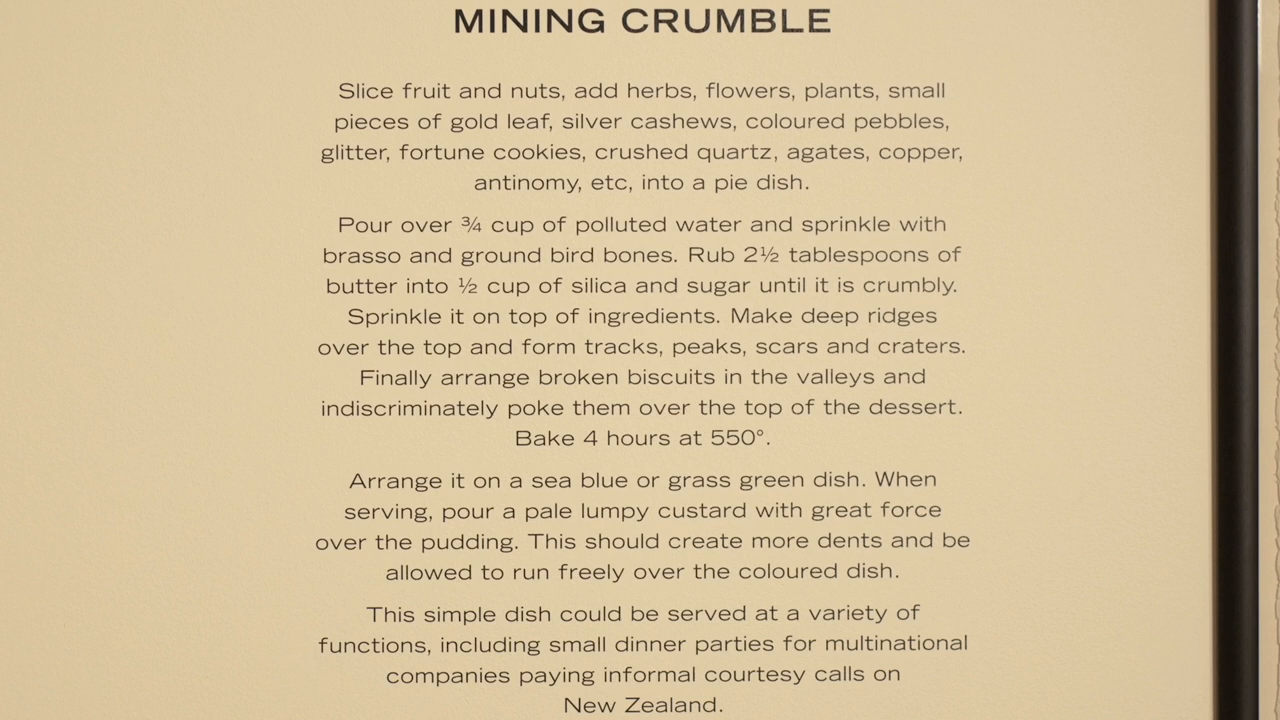 MINING CRUMBLE
Slice fruit and nuts, add herbs, flowers, plants, small
pieces of gold leaf, silver cashews, coloured pebbles,
glitter, fortune cookies, crushed quartz, agates, copper,
antinomy, etc, into a pie dish.
Pour over ¾ cup of polluted water and sprinkle with
brasso and ground bird bones. Rub 2½ tablespoons of
butter into ½ cup of silica and sugar until it is crumbly.
Sprinkle it on top of ingredients. Make deep ridges
over the top and form tracks, peaks, scars and craters.
Finally arrange broken biscuits in the valleys and
indiscriminately poke them over the top of the dessert.
Bake 4 hours at 550°.
Arrange it on a sea blue or grass green dish. When
serving, pour a pale lumpy custard with great force
over the pudding. This should create more dents and be
allowed to run freely over the coloured dish.
This simple dish could be served at a variety of
functions, including small dinner parties for multinational
companies paying informal courtesy calls on
New Zealand.